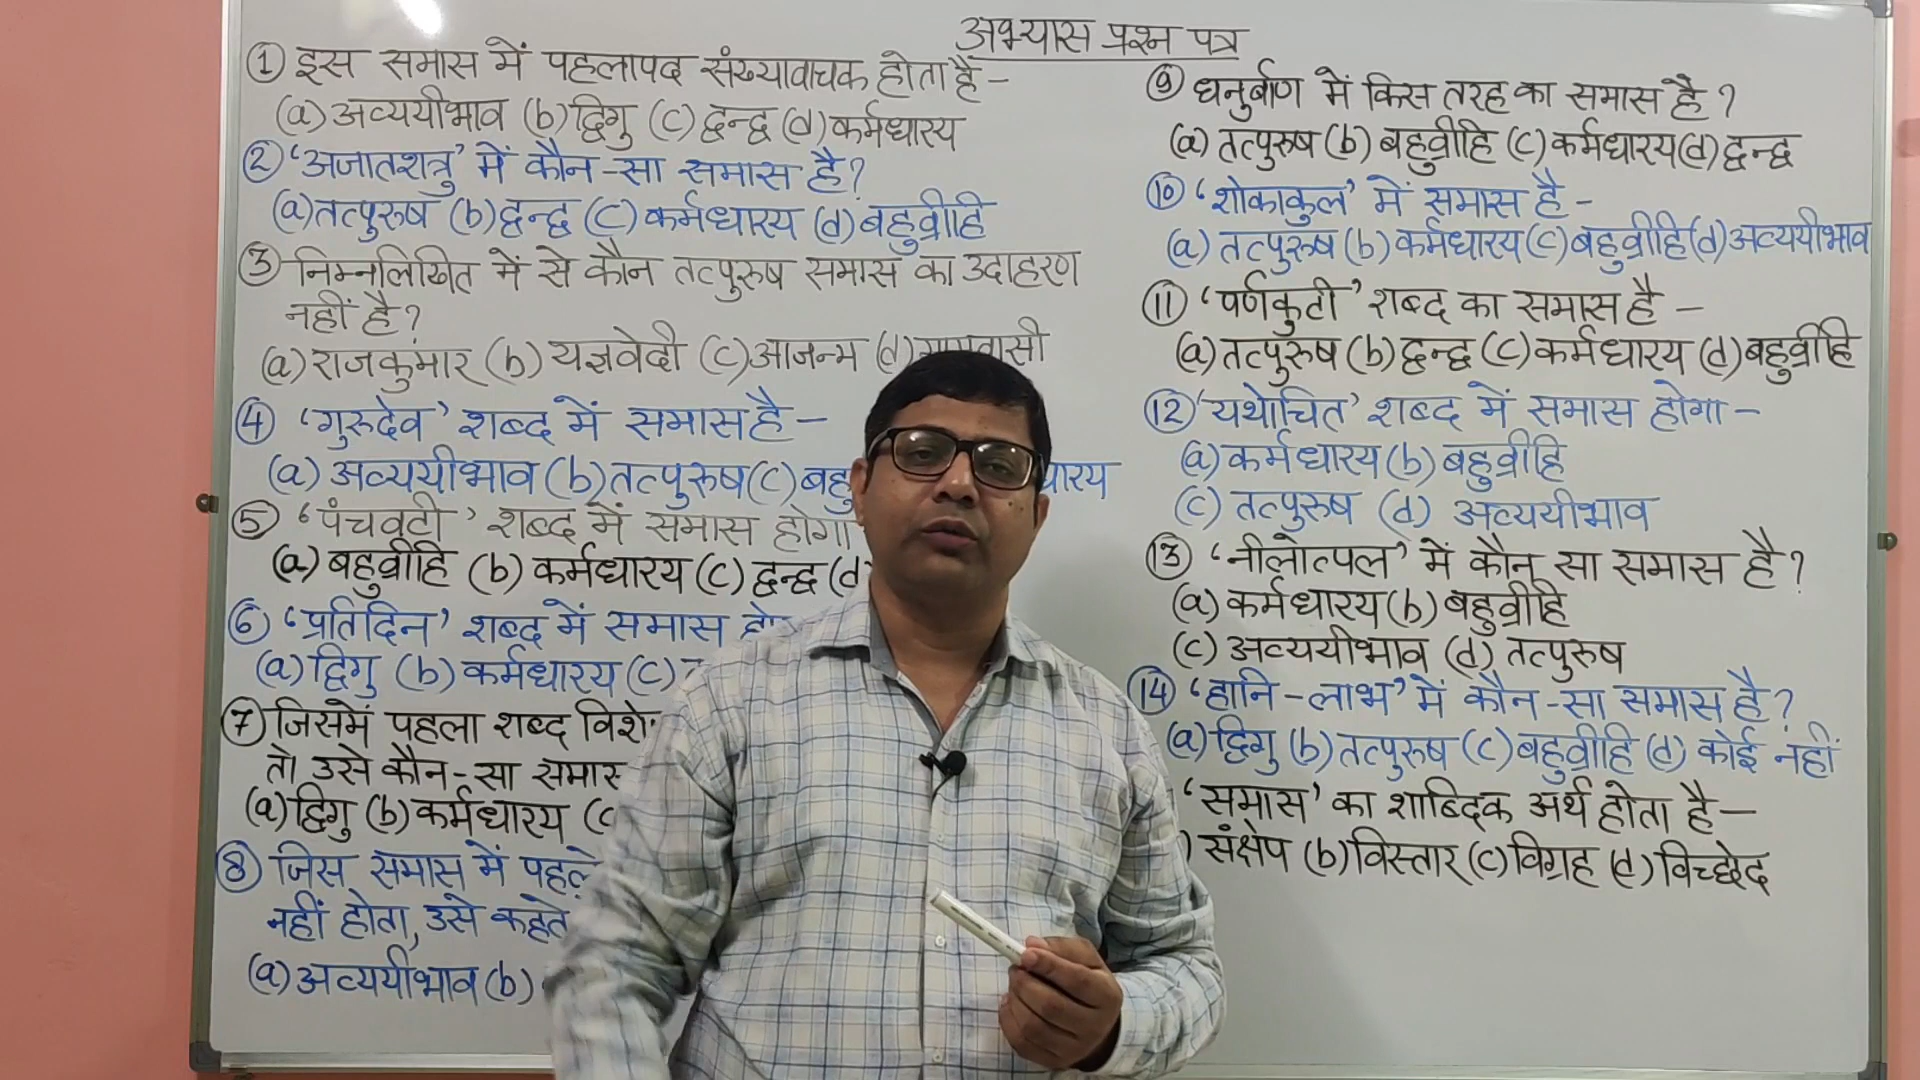 अभ्यास प्रश्न पत्र
① इस समास में पहलापद संख्यावाचक होता है -
(a) अव्ययीभाव (b) द्विगु (c) द्वन्द्व (d) कर्मधारय
② 'अजातशत्रु' में कौन-सा समास है?
(a) तत्पुरुष (b) द्वन्द्व (c) कर्मधारय (d) बहुव्रीहि
③ निम्नलिखित में से कौन तत्पुरुष समास का उदाहरण
नहीं है?
(a) राजकुमार (b) यज्ञवेदी (c) आजन्म (d)
④ 'गुरुदेव' शब्द में समास है -
(a) अव्ययीभाव (b) तत्पुरुष (c) बहु धारय
⑤ 'पंचवटी' शब्द में समास होगा
(a) बहुव्रीहि (b) कर्मधारय (c) द्वन्द्व (d
⑥ 'प्रतिदिन' शब्द में समास
(a) द्विगु (b) कर्मधारय (c)
⑦ जिसमें पहला शब्द विशे
तो उसे कौन-सा समास
(a) द्विगु (b) कर्मधारय (c
⑧ जिस समास में पहले
नहीं होता, उसे कहते
(a) अव्ययीभाव (b)
⑨ धनुर्बाण में किस तरह का समास है?
(a) तत्पुरुष (b) बहुव्रीहि (c) कर्मधारय (d) द्वन्द्व
⑩ 'शोकाकुल' में समास है -
(a) तत्पुरुष (b) कर्मधारय (c) बहुव्रीहि (d) अव्ययीभाव
⑪ 'पर्णकुटी' शब्द का समास है -
(a) तत्पुरुष (b) द्वन्द्व (c) कर्मधारय (d) बहुव्रीहि
⑫ 'यथोचित' शब्द में समास होगा -
(a) कर्मधारय (b) बहुव्रीहि
(c) तत्पुरुष (d) अव्ययीभाव
⑬ 'नीलोत्पल' में कौन सा समास है?
(a) कर्मधारय (b) बहुव्रीहि
(c) अव्ययीभाव (d) तत्पुरुष
⑭ 'हानि-लाभ' में कौन-सा समास है?
(a) द्विगु (b) तत्पुरुष (c) बहुव्रीहि (d) कोई नहीं
'समास' का शाब्दिक अर्थ होता है -
) संक्षेप (b) विस्तार (c) विग्रह (d) विच्छेद